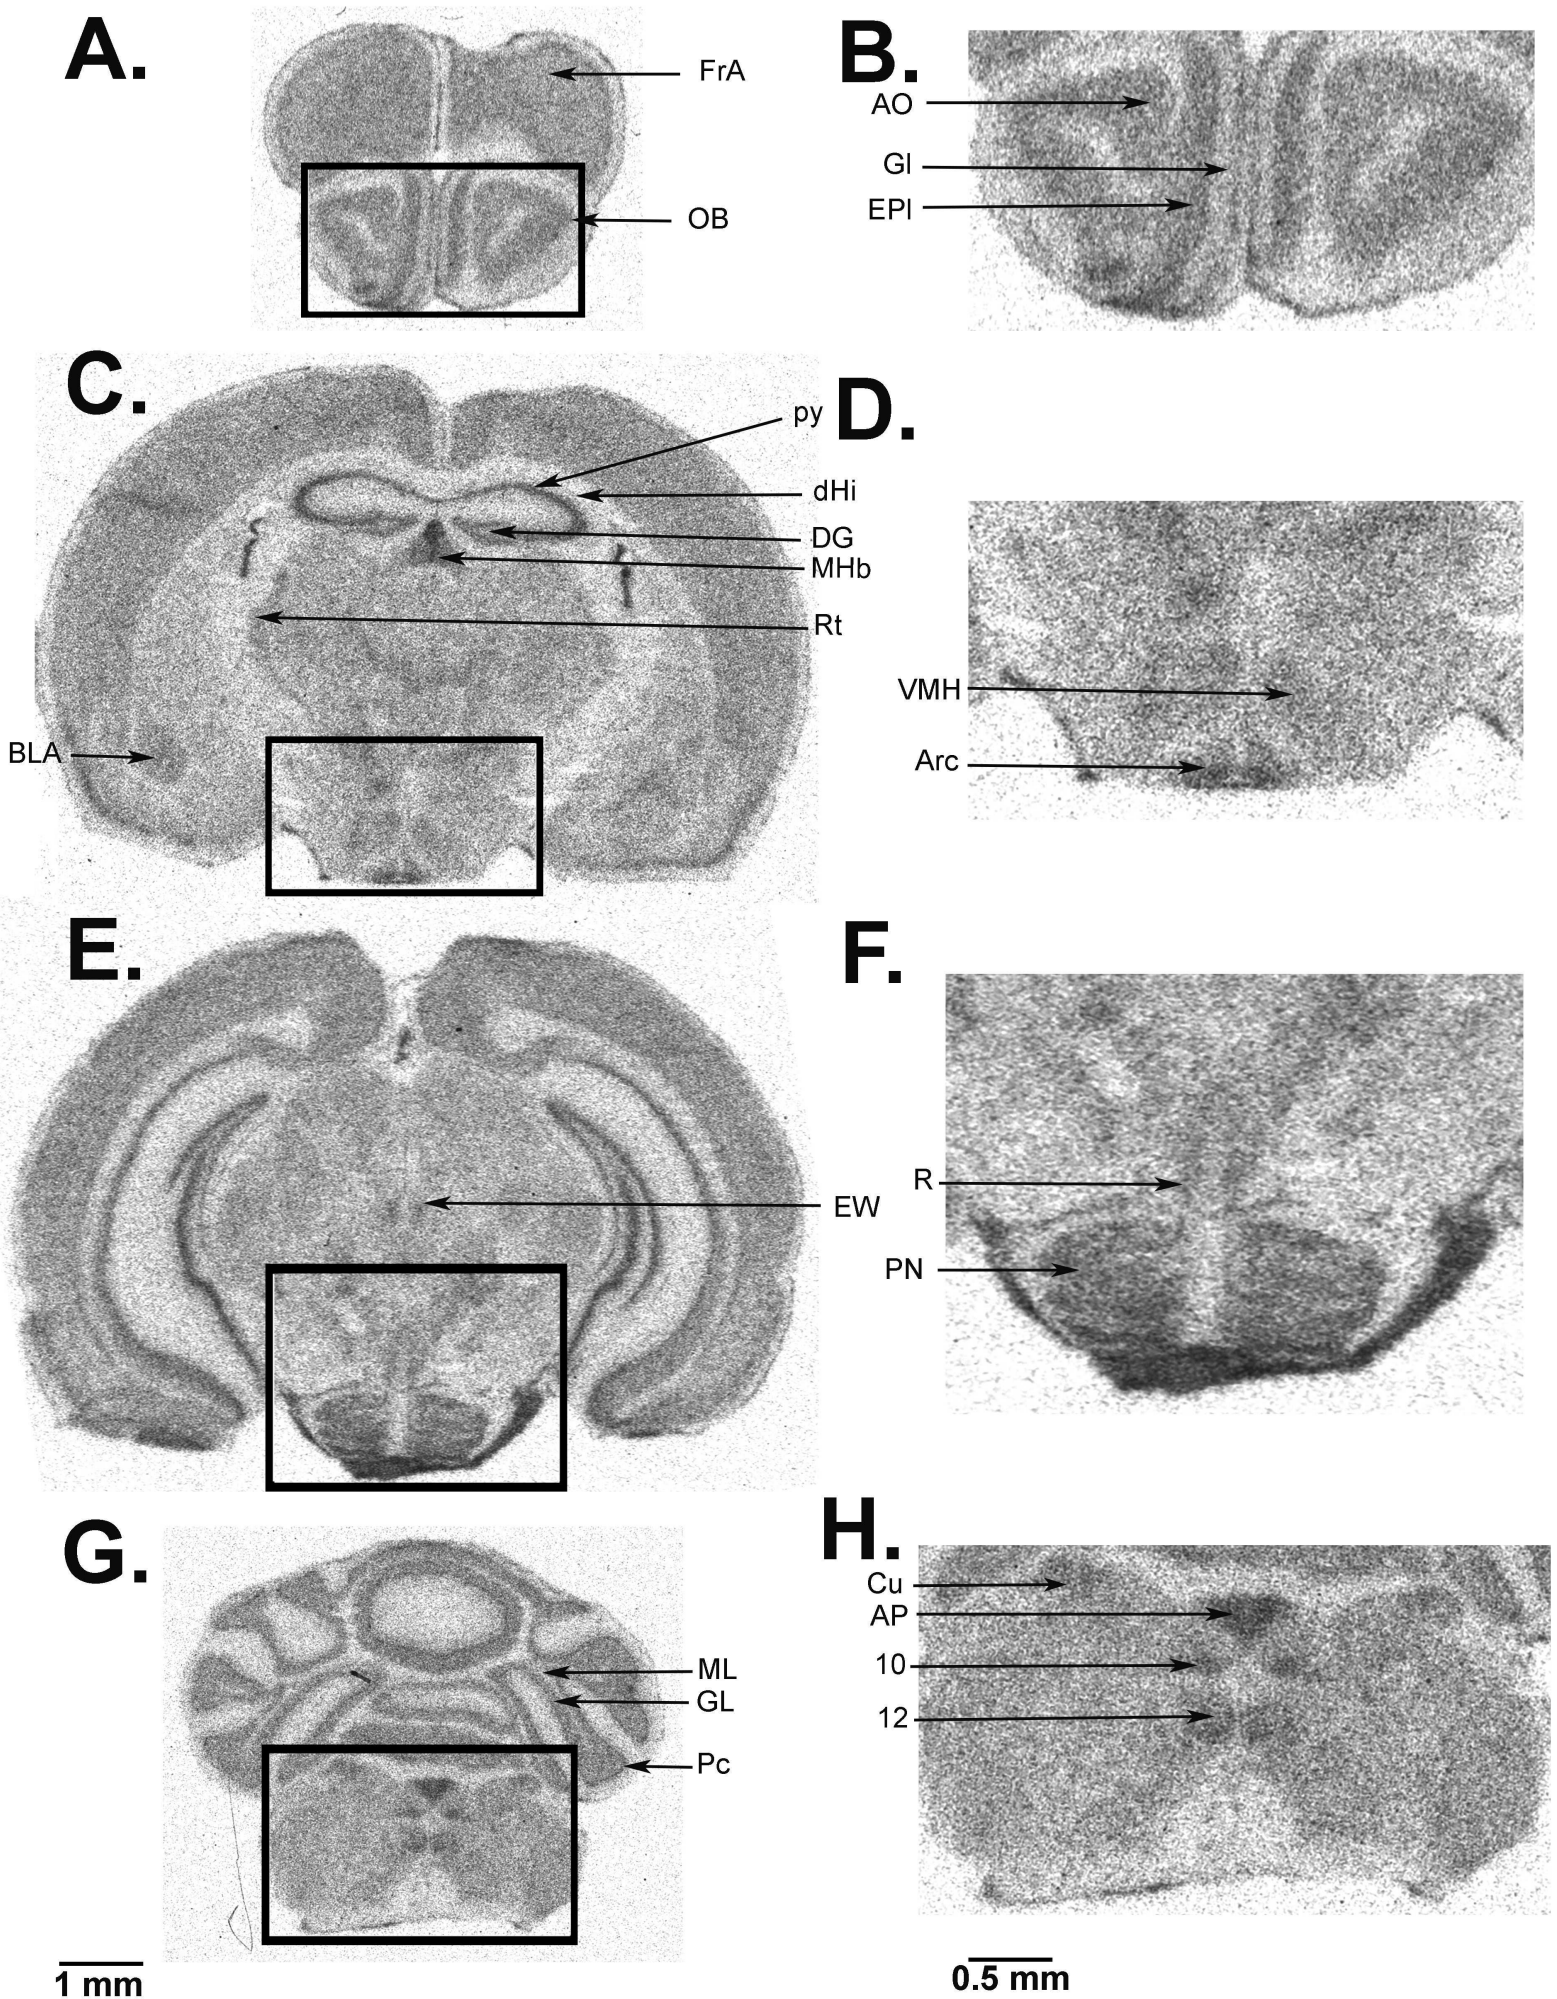 A.
FrA
OB
B.
AO
Gl
EPl
C.
py
dHi
DG
MHb
Rt
BLA
D.
VMH
Arc
E.
EW
F.
R
PN
G.
ML
GL
Pc
H.
Cu
AP
10
12
1 mm
0.5 mm